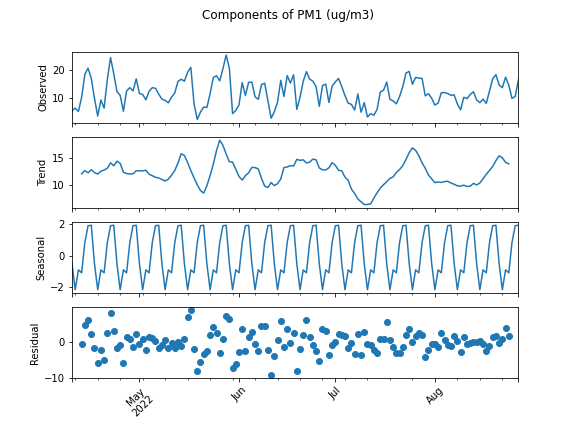 Components of PM1 (ug/m3)
20
10
Observed
15
10
Trend
2
0
−2
Seasonal
0
−10
Residual
May
2022
Jun
Jul
Aug